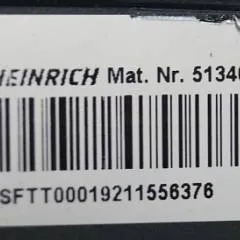 HEINRICH Mat. Nr. 5134
SFTT00019211556376